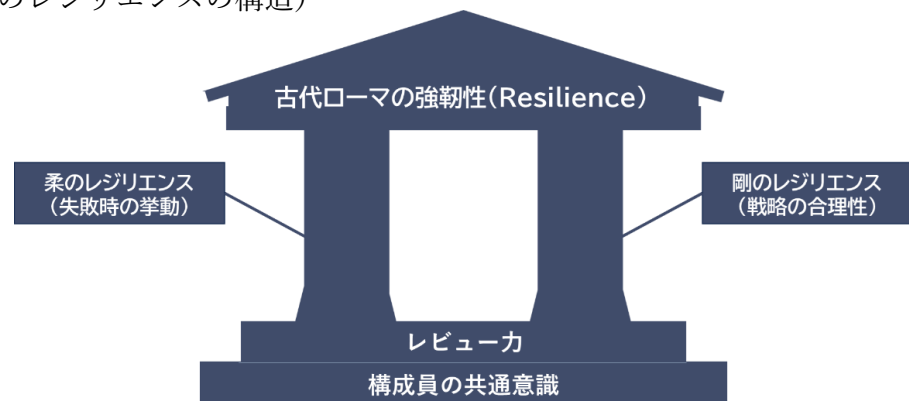 のレジリエンスの構造)
古代ローマの強靭性(Resilience)
柔のレジリエンス
(失敗時の挙動)
剛のレジリエンス
(戦略の合理性)
レビュー力
構成員の共通意識